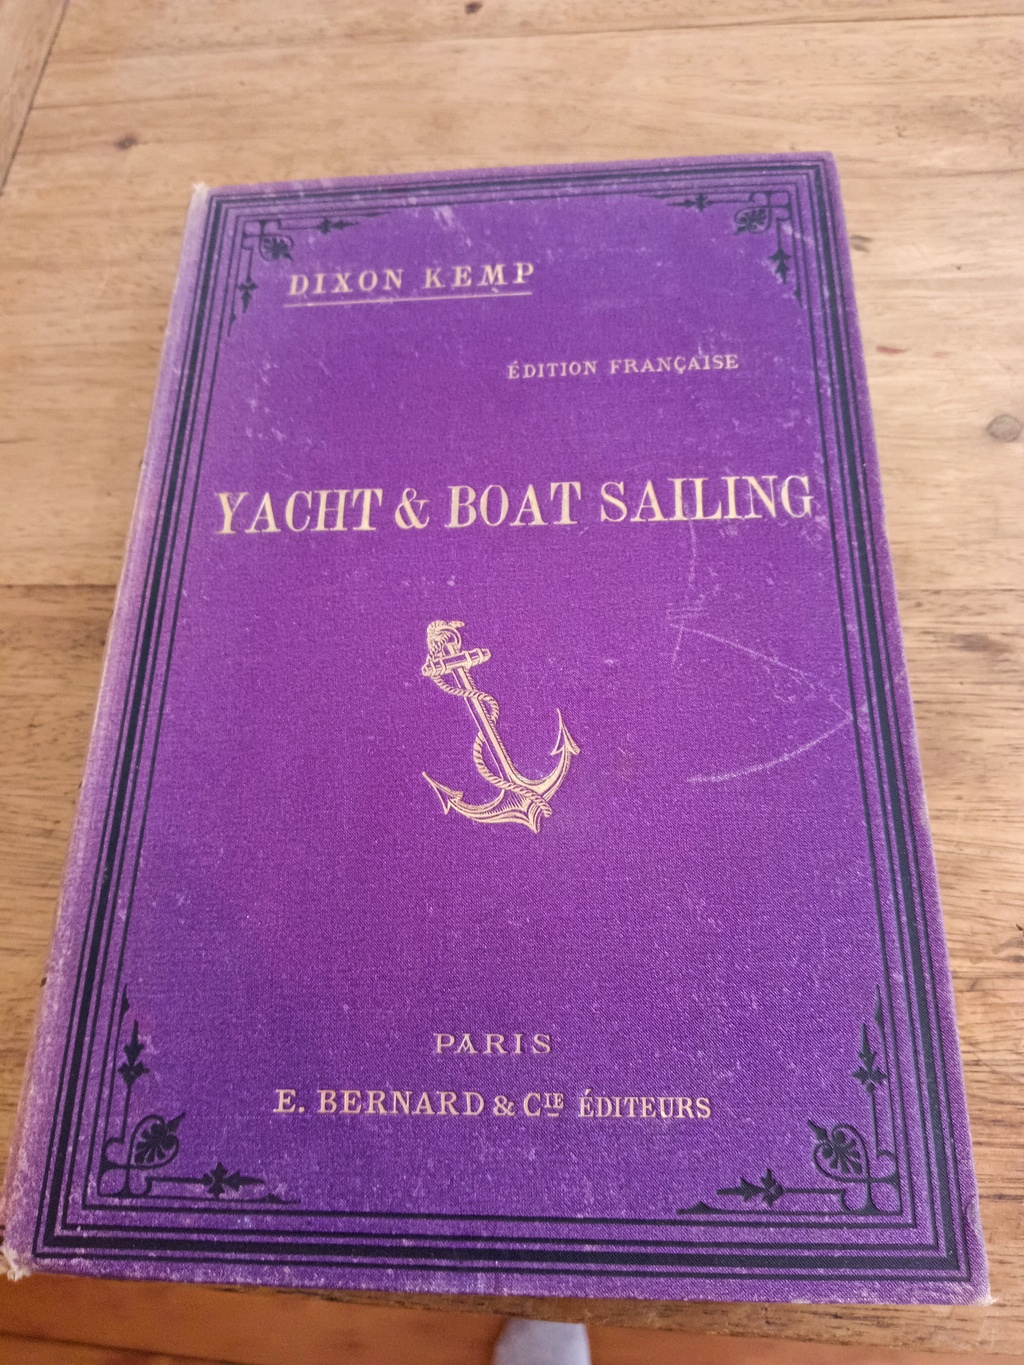 DIXON KEMP
ÉDITION FRANÇAISE
YACHT & BOAT SAILING
PARIS
E. BERNARD & CIE ÉDITEURS